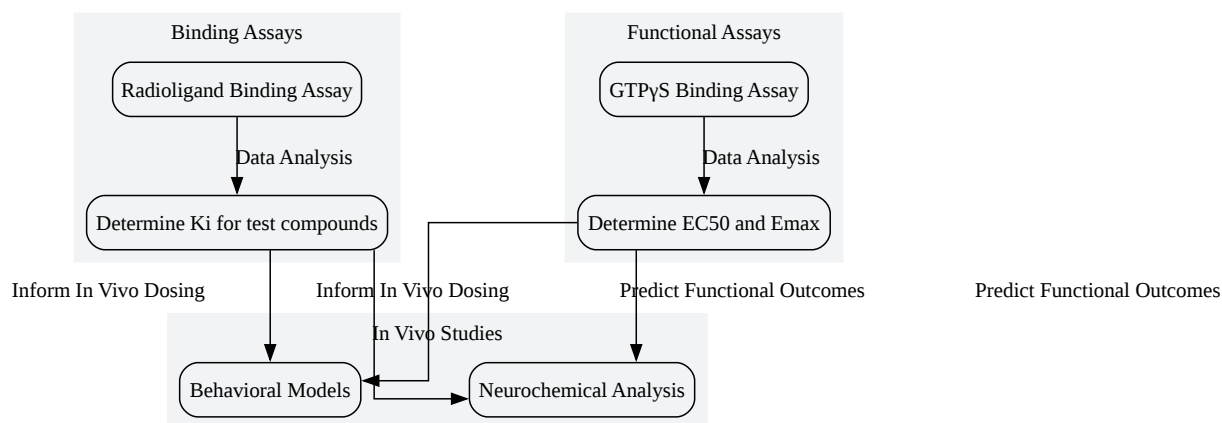 Binding Assays
Functional Assays
Radioligand Binding Assay
GTPγS Binding Assay
Data Analysis
Data Analysis
Determine Ki for test compounds
Determine EC50 and Emax
Inform In Vivo Dosing
Inform In Vivo Dosing
Predict Functional Outcomes
Predict Functional Outcomes
In Vivo Studies
Behavioral Models
Neurochemical Analysis